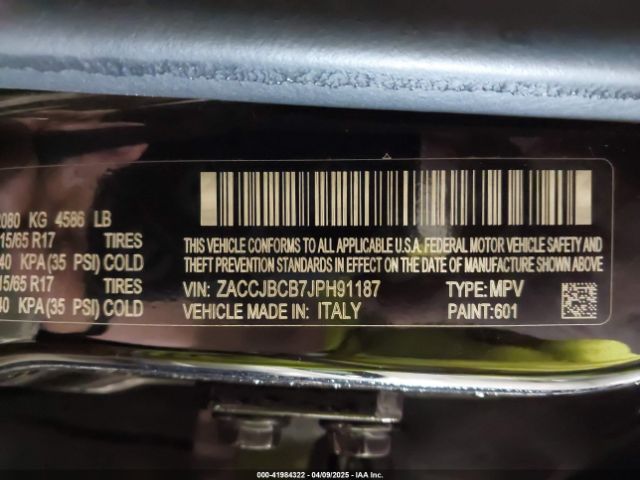 2080 KG 4586 LB
15/65 R17 TIRES
40 KPA(35 PSI) COLD
15/65 R17 TIRES
40 KPA(35 PSI) COLD
THIS VEHICLE CONFORMS TO ALL APPLICABLE U.S.A. FEDERAL MOTOR VEHICLE SAFETY AND
THEFT PREVENTION STANDARDS IN EFFECT ON THE DATE OF MANUFACTURE SHOWN ABOVE.
VIN: ZACCJBCB7JPH91187 TYPE: MPV
VEHICLE MADE IN: ITALY PAINT: 601
000-41984322 - 04/09/2025 - IAA Inc.